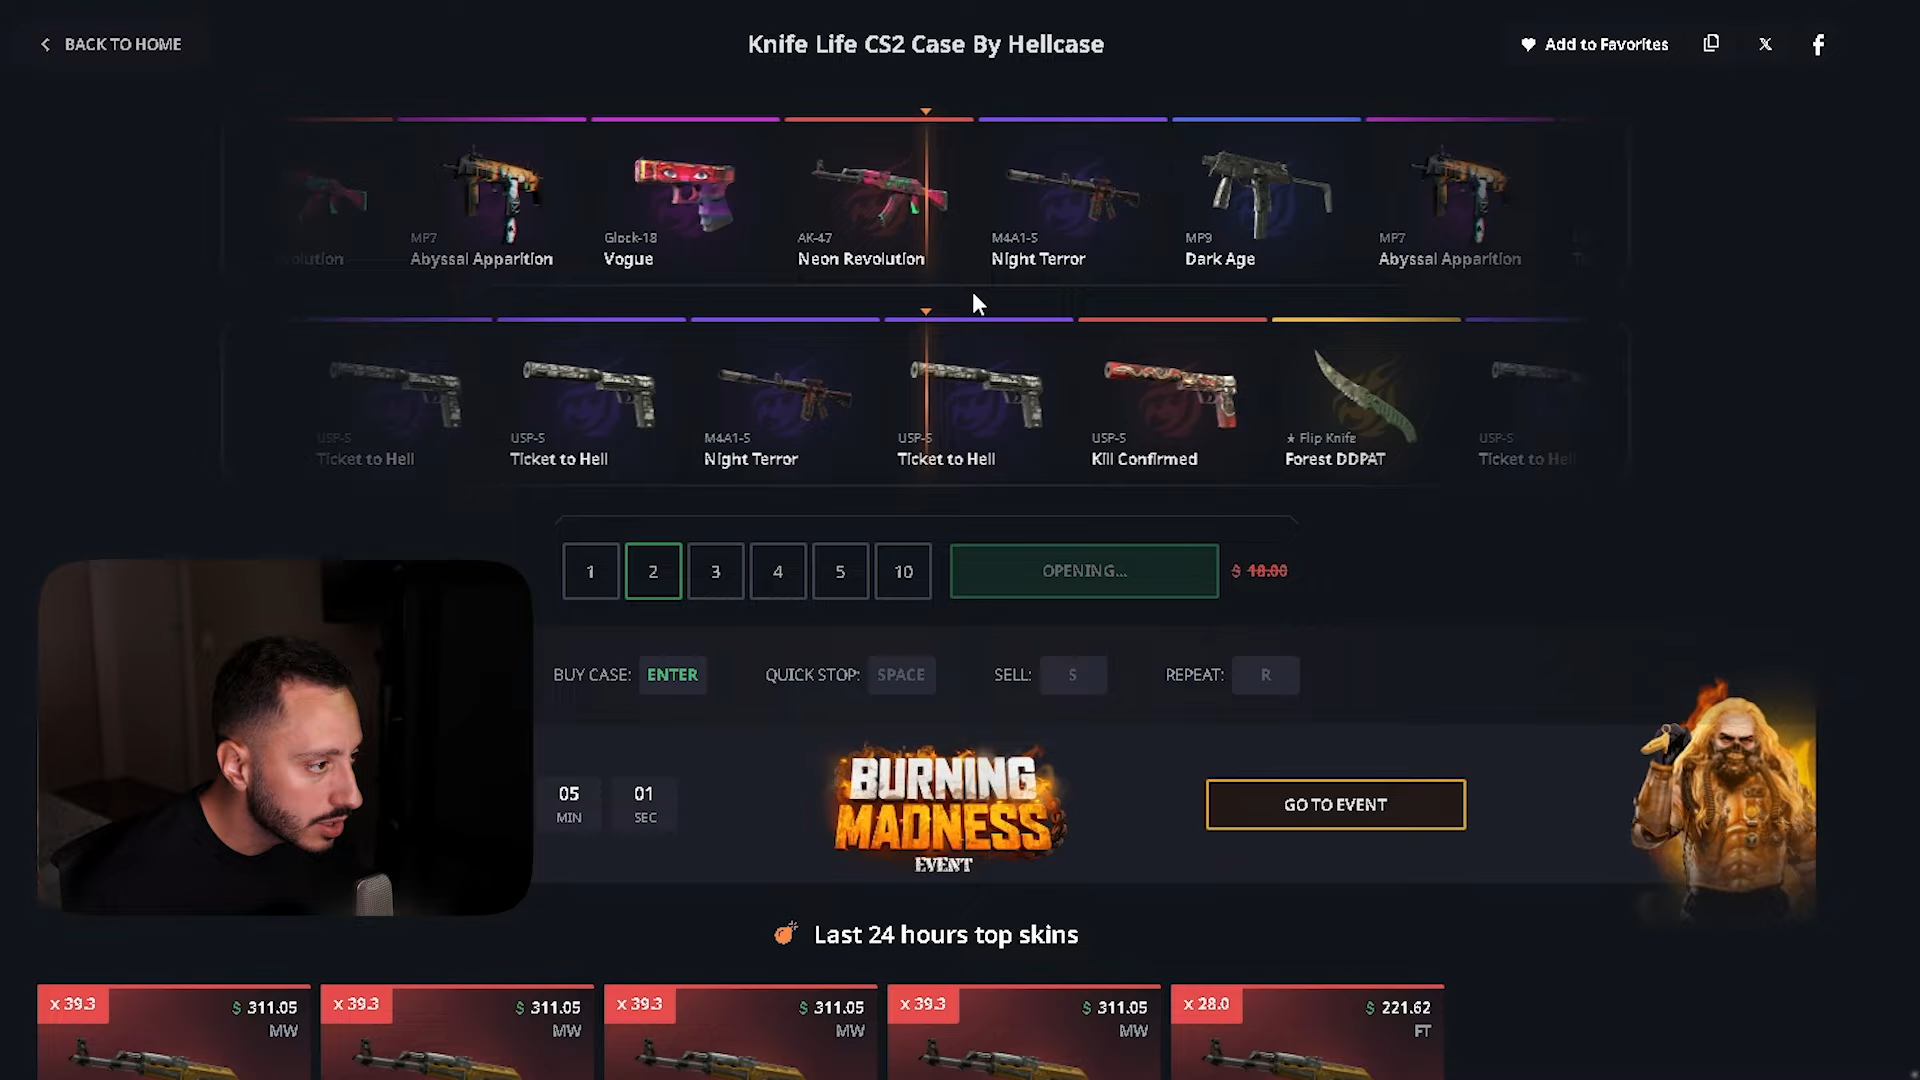 BACK TO HOME
Knife Life CS2 Case By Hellcase
Add to Favorites
volution
MP7
Abyssal Apparition
Glock-18
Vogue
AK-47
Neon Revolution
M4A1-S
Night Terror
MP9
Dark Age
MP7
Abyssal Apparition
USP-S
Ticket to Hell
USP-S
Ticket to Hell
M4A1-S
Night Terror
USP-S
Ticket to Hell
USP-S
Kill Confirmed
★ Flip Knife
Forest DDPAT
USP-S
Ticket to Hell
1
2
3
4
5
10
OPENING...
$ 18.00
BUY CASE: ENTER
QUICK STOP: SPACE
SELL: S
REPEAT: R
05
MIN
01
SEC
BURNING
MADNESS
EVENT
GO TO EVENT
Last 24 hours top skins
x 39.3
$ 311.05
MW
x 39.3
$ 311.05
MW
x 39.3
$ 311.05
MW
x 39.3
$ 311.05
MW
x 28.0
$ 221.62
FT